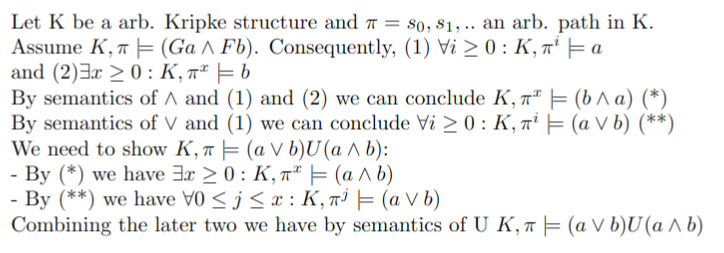 Let K be a arb. Kripke structure and π = s₀, s₁, .. an arb. path in K.
Assume K, π ⊨ (Ga ∧ Fb). Consequently, (1) ∀i ≥ 0 : K, πⁱ ⊨ a
and (2)∃x ≥ 0 : K, πˣ ⊨ b
By semantics of ∧ and (1) and (2) we can conclude K, πˣ ⊨ (b ∧ a) (*)
By semantics of ∨ and (1) we can conclude ∀i ≥ 0 : K, πⁱ ⊨ (a ∨ b) (**)
We need to show K, π ⊨ (a ∨ b)U(a ∧ b):
- By (*) we have ∃x ≥ 0 : K, πˣ ⊨ (a ∧ b)
- By (**) we have ∀0 ≤ j ≤ x : K, πʲ ⊨ (a ∨ b)
Combining the later two we have by semantics of U K, π ⊨ (a ∨ b)U(a ∧ b)